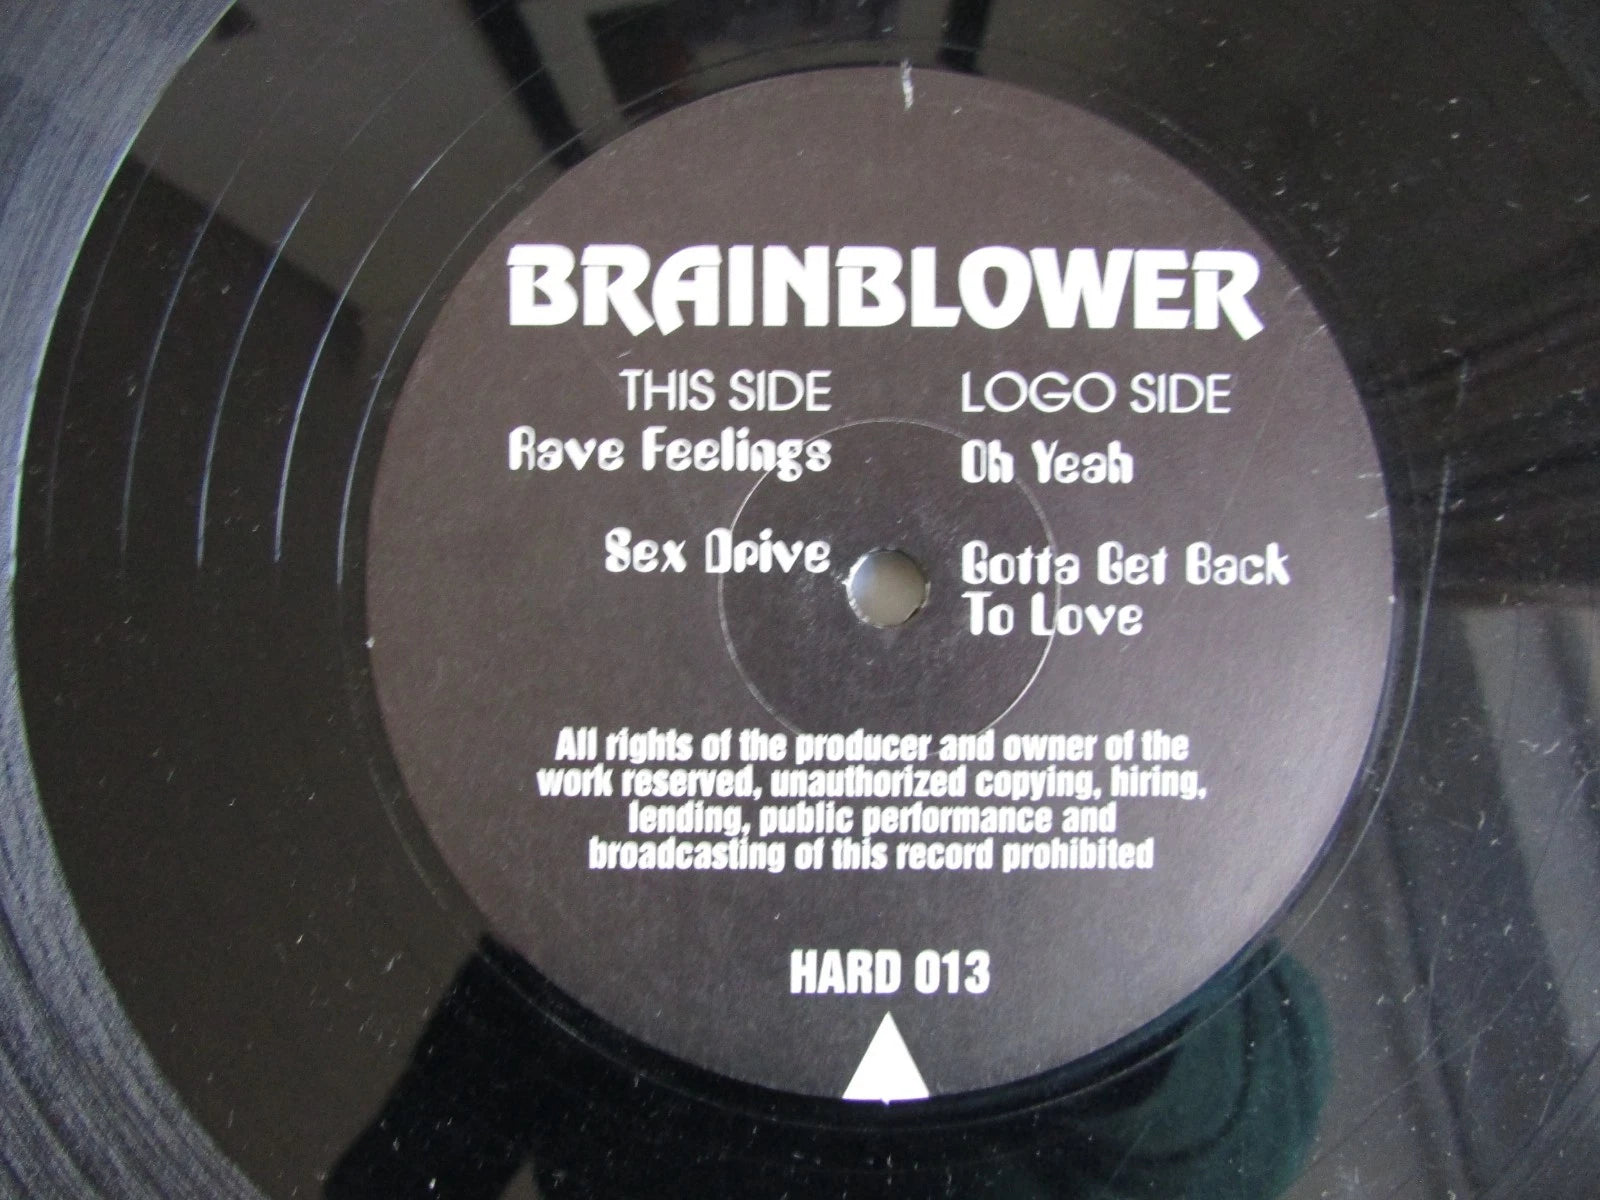 BRAINBLOWER
THIS SIDE
Rave Feelings
Sex Drive
LOGO SIDE
Oh Yeah
Gotta Get Back
To Love
All rights of the producer and owner of the
work reserved, unauthorized copying, hiring,
lending, public performance and
broadcasting of this record prohibited
HARD 013